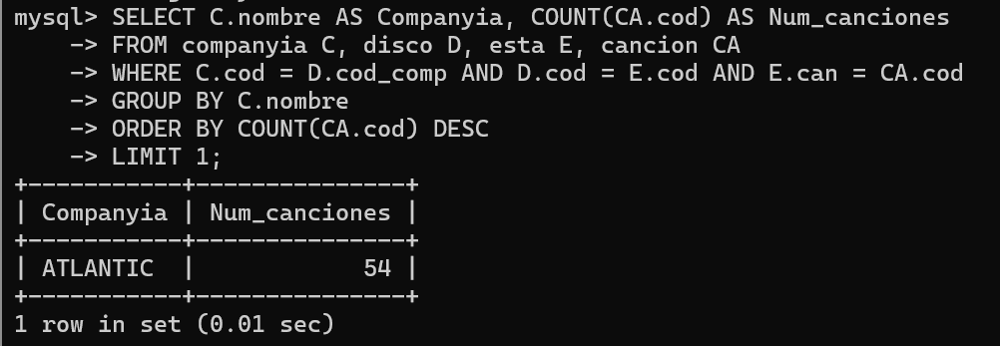 mysql> SELECT C.nombre AS Companyia, COUNT(CA.cod) AS Num_canciones
    -> FROM companyia C, disco D, esta E, cancion CA
    -> WHERE C.cod = D.cod_comp AND D.cod = E.cod AND E.can = CA.cod
    -> GROUP BY C.nombre
    -> ORDER BY COUNT(CA.cod) DESC
    -> LIMIT 1;
+-----------+---------------+
| Companyia | Num_canciones |
+-----------+---------------+
| ATLANTIC  |            54 |
+-----------+---------------+
1 row in set (0.01 sec)